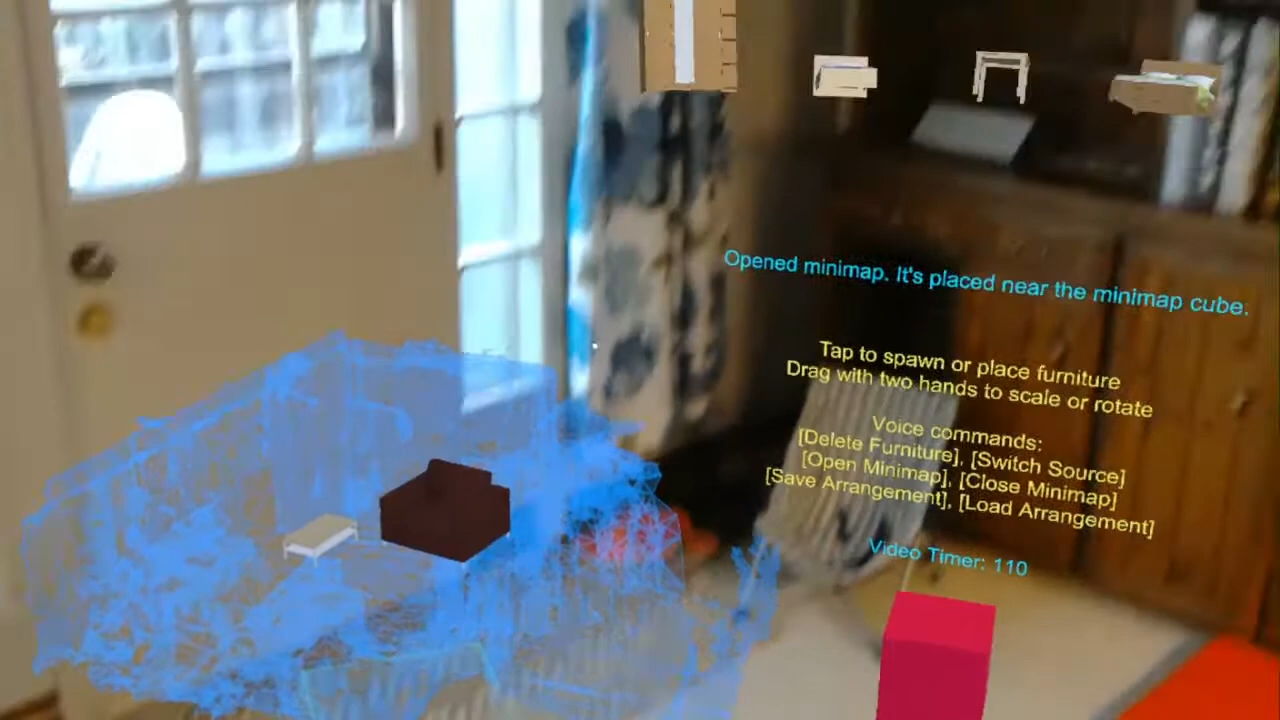 Opened minimap. It's placed near the minimap cube.
Tap to spawn or place furniture
Drag with two hands to scale or rotate
Voice commands:
[Delete Furniture], [Switch Source]
[Open Minimap], [Close Minimap]
[Save Arrangement], [Load Arrangement]
Video Timer: 110